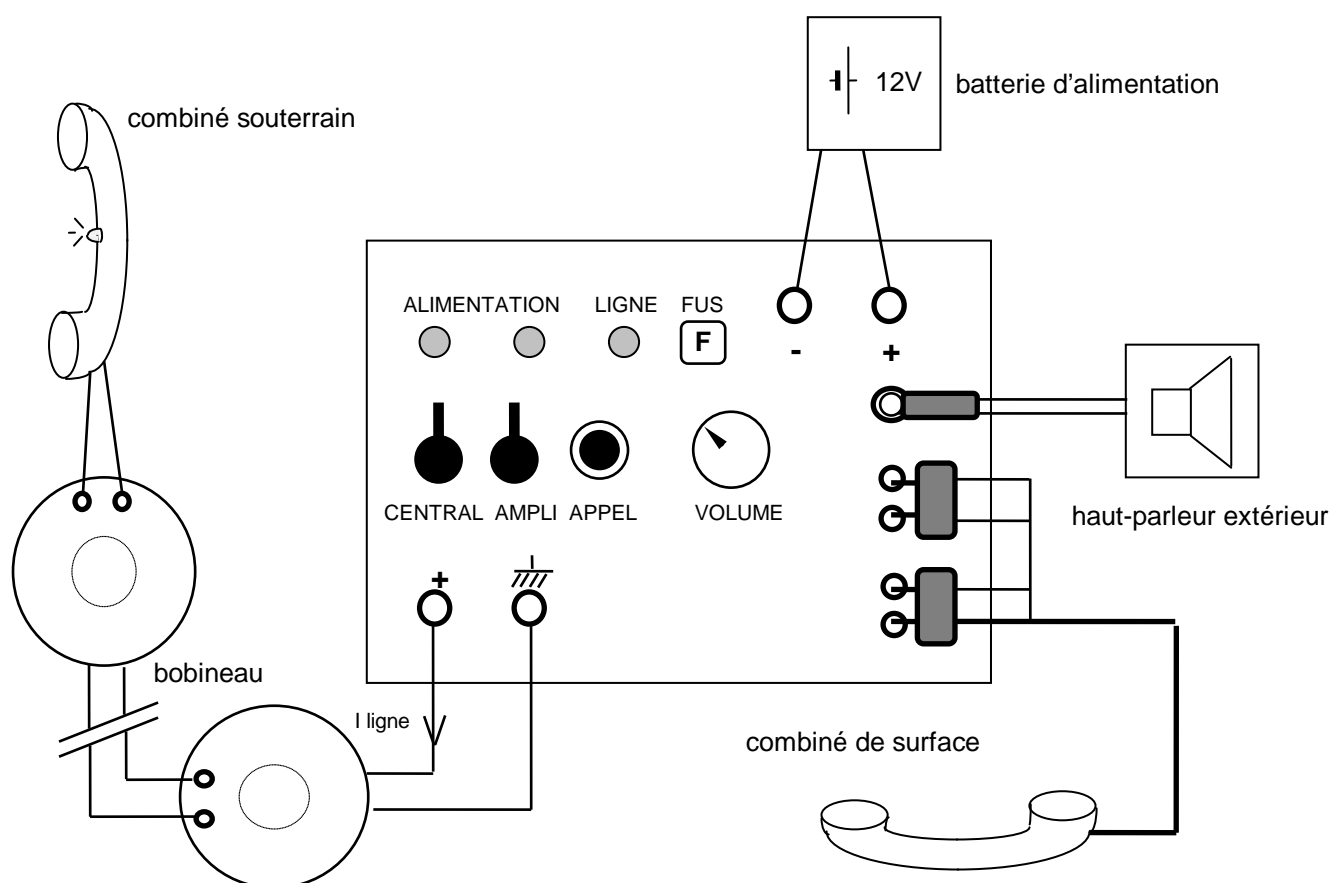 12V
batterie d'alimentation
combiné souterrain
ALIMENTATION LIGNE FUS
F
- +
CENTRAL AMPLI APPEL VOLUME
haut-parleur extérieur
+
bobineau
I ligne
combiné de surface